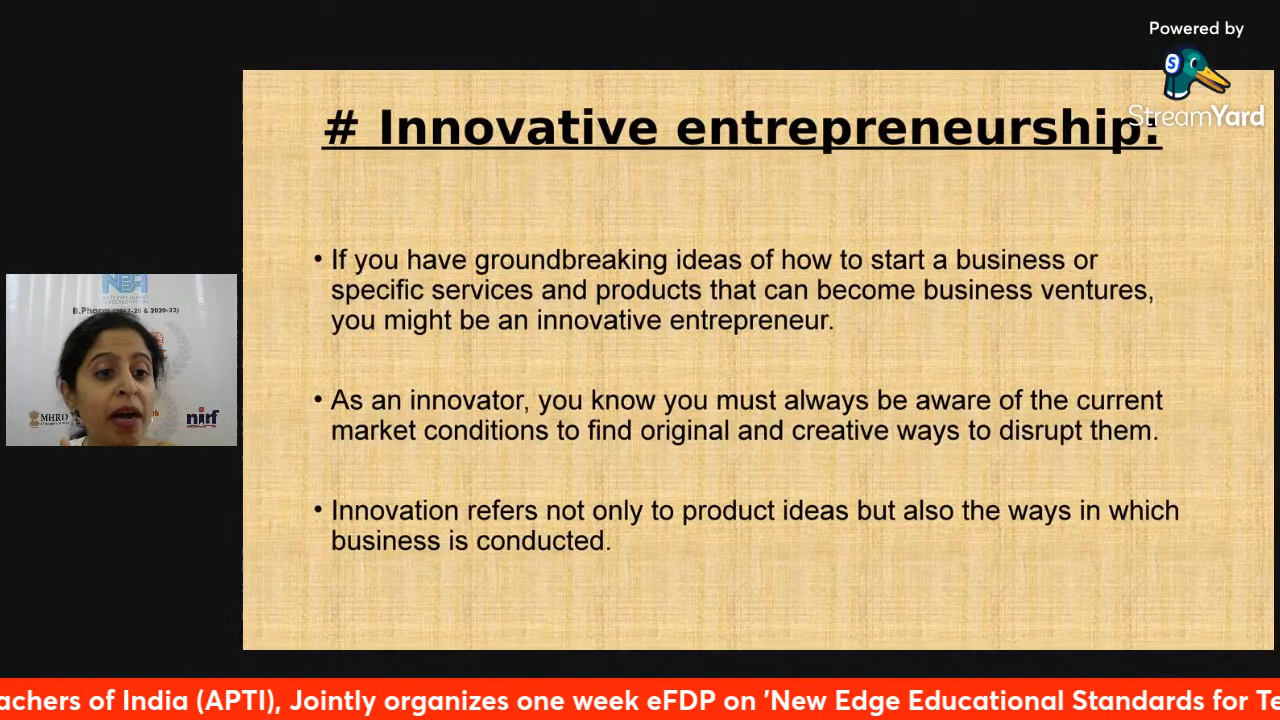 Powered by
StreamYard
# Innovative entrepreneurship:
• If you have groundbreaking ideas of how to start a business or
specific services and products that can become business ventures,
you might be an innovative entrepreneur.
• As an innovator, you know you must always be aware of the current
market conditions to find original and creative ways to disrupt them.
• Innovation refers not only to product ideas but also the ways in which
business is conducted.
NBA
MHRD
nirf
achers of India (APTI), Jointly organizes one week eFDP on 'New Edge Educational Standards for Te